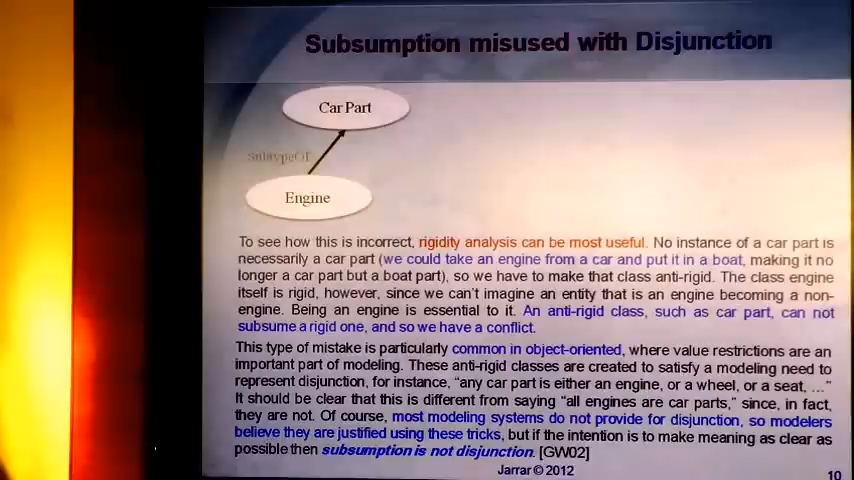 Subsumption misused with Disjunction
Car Part
SubtypeOf
Engine
To see how this is incorrect, rigidity analysis can be most useful. No instance of a car part is
necessarily a car part (we could take an engine from a car and put it in a boat, making it no
longer a car part but a boat part), so we have to make that class anti-rigid. The class engine
itself is rigid, however, since we can't imagine an entity that is an engine becoming a non-
engine. Being an engine is essential to it. An anti-rigid class, such as car part, can not
subsume a rigid one, and so we have a conflict.
This type of mistake is particularly common in object-oriented, where value restrictions are an
important part of modeling. These anti-rigid classes are created to satisfy a modeling need to
represent disjunction, for instance, “any car part is either an engine, or a wheel, or a seat, …”
It should be clear that this is different from saying “all engines are car parts,” since, in fact,
they are not. Of course, most modeling systems do not provide for disjunction, so modelers
believe they are justified using these tricks, but if the intention is to make meaning as clear as
possible then subsumption is not disjunction. [GW02]
Jarrar © 2012
10